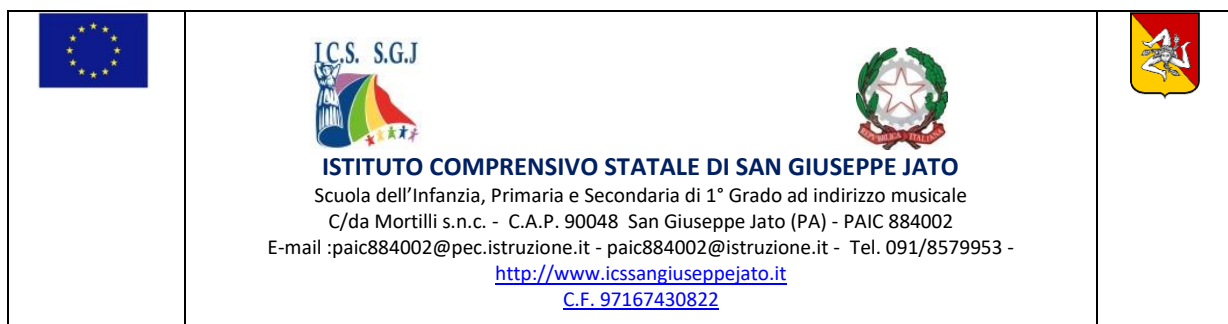 I.C.S. S.G.J
REPUBBLICA ITALIANA
ISTITUTO COMPRENSIVO STATALE DI SAN GIUSEPPE JATO
Scuola dell’Infanzia, Primaria e Secondaria di 1° Grado ad indirizzo musicale
C/da Mortilli s.n.c. - C.A.P. 90048 San Giuseppe Jato (PA) - PAIC 884002
E-mail :paic884002@pec.istruzione.it - paic884002@istruzione.it - Tel. 091/8579953 -
http://www.icssangiuseppejato.it
C.F. 97167430822